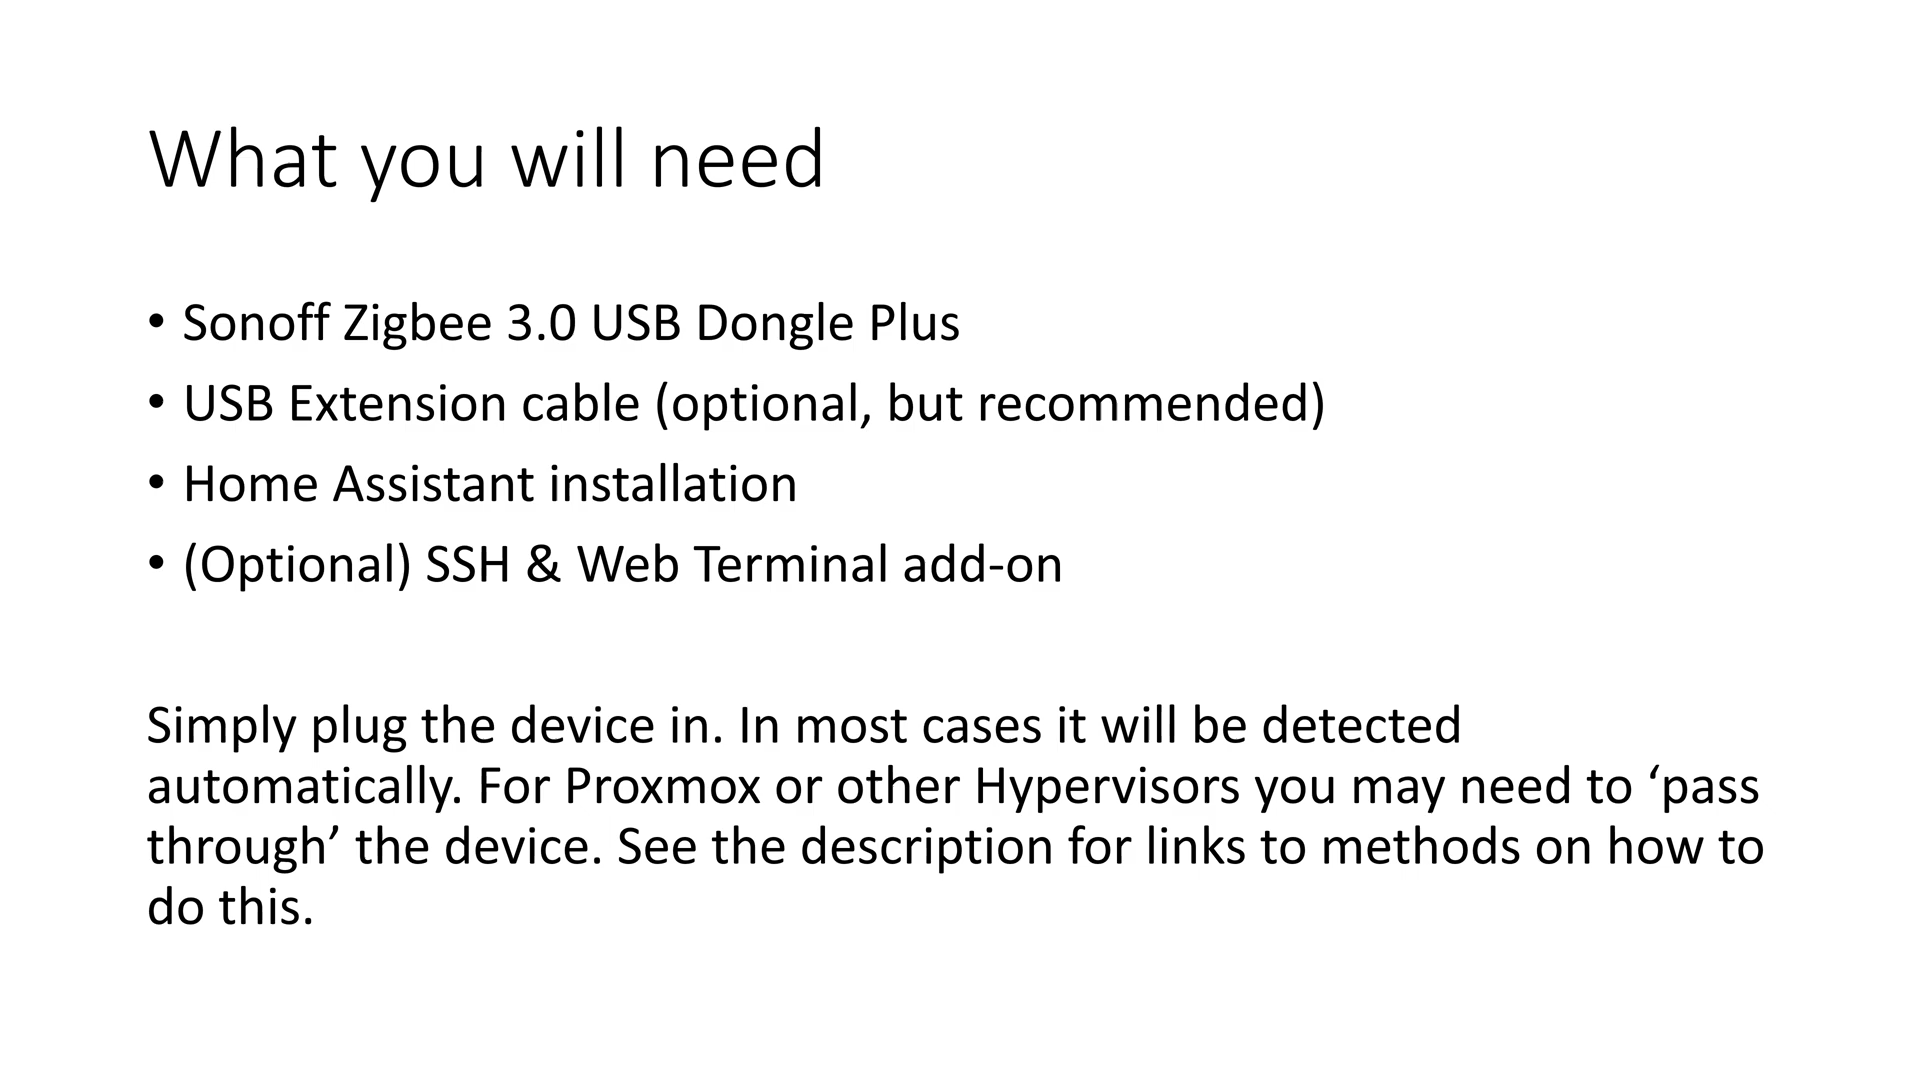 What you will need
• Sonoff Zigbee 3.0 USB Dongle Plus
• USB Extension cable (optional, but recommended)
• Home Assistant installation
• (Optional) SSH & Web Terminal add-on
Simply plug the device in. In most cases it will be detected
automatically. For Proxmox or other Hypervisors you may need to ‘pass
through’ the device. See the description for links to methods on how to
do this.